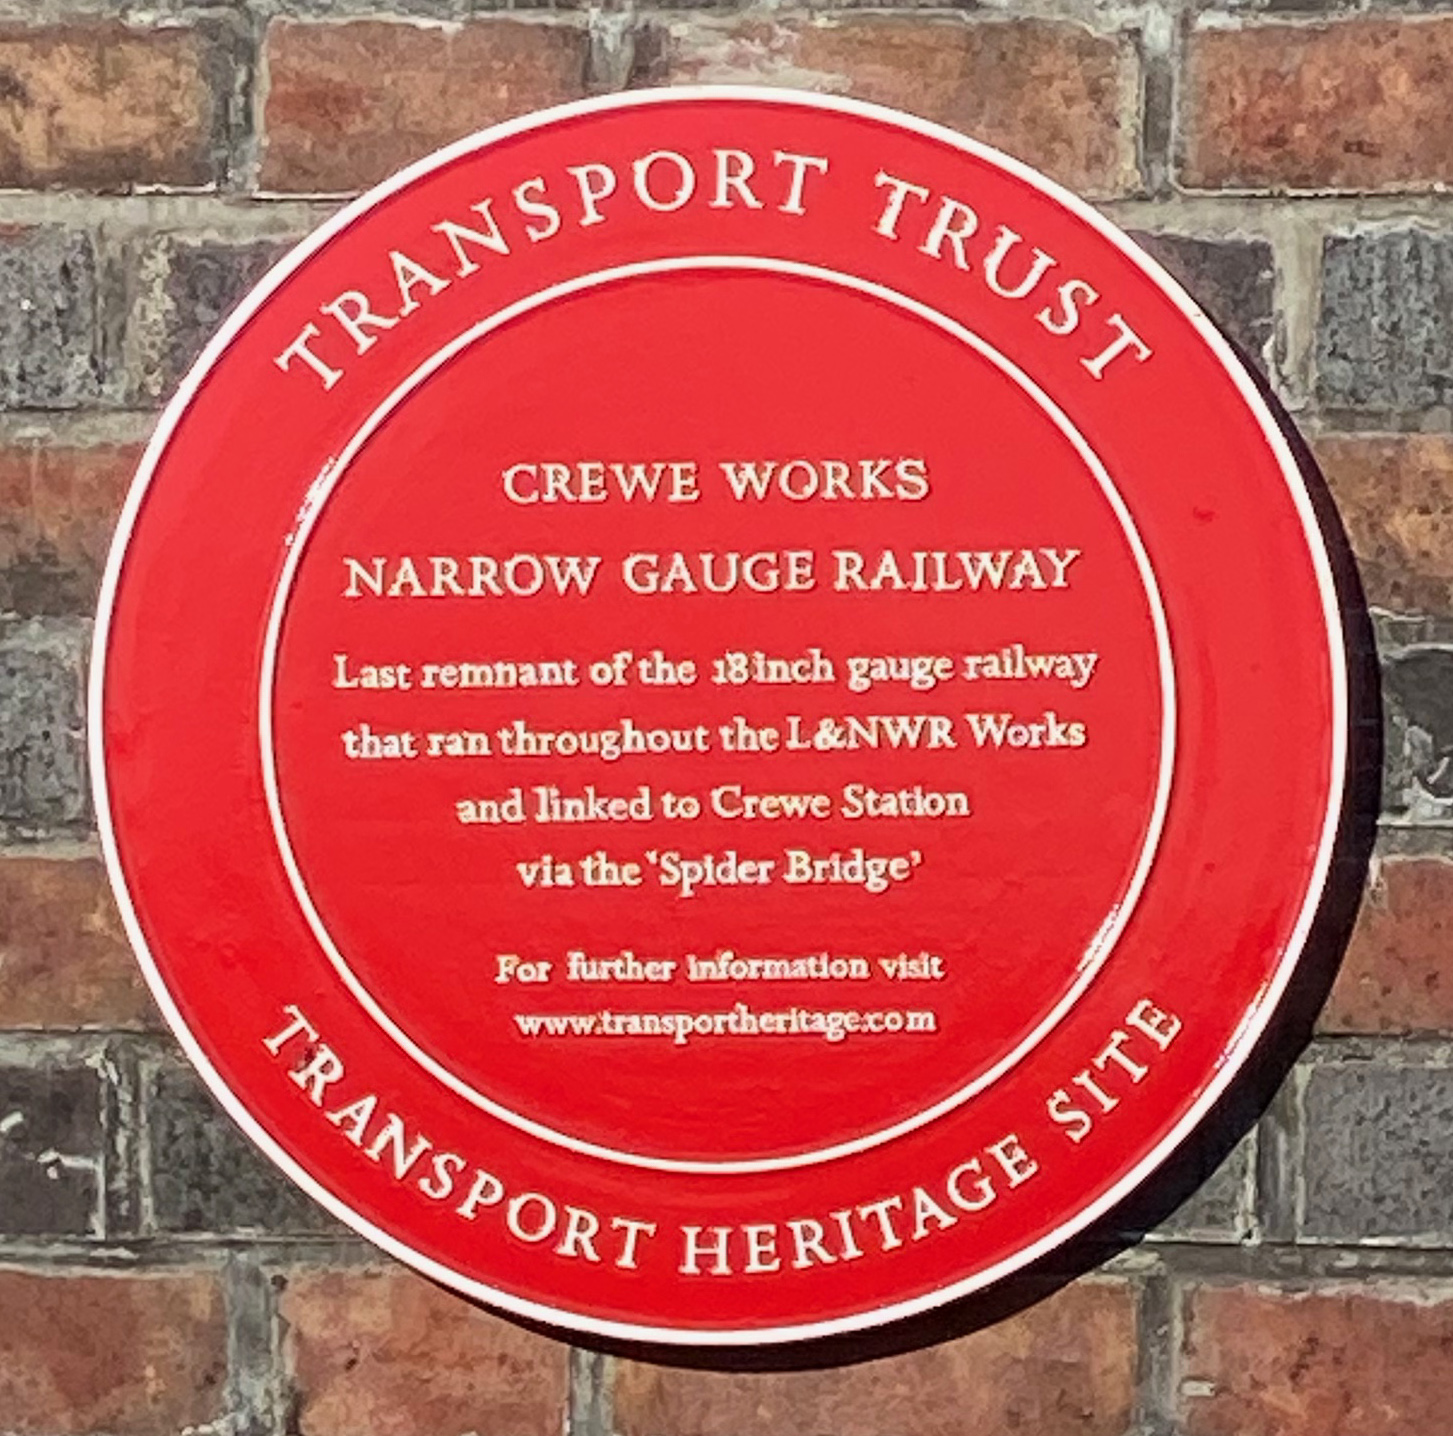 TRANSPORT TRUST
CREWE WORKS
NARROW GAUGE RAILWAY
Last remnant of the 18inch gauge railway
that ran throughout the L&NWR Works
and linked to Crewe Station
via the ‘Spider Bridge’
For further information visit
www.transportheritage.com
TRANSPORT HERITAGE SITE